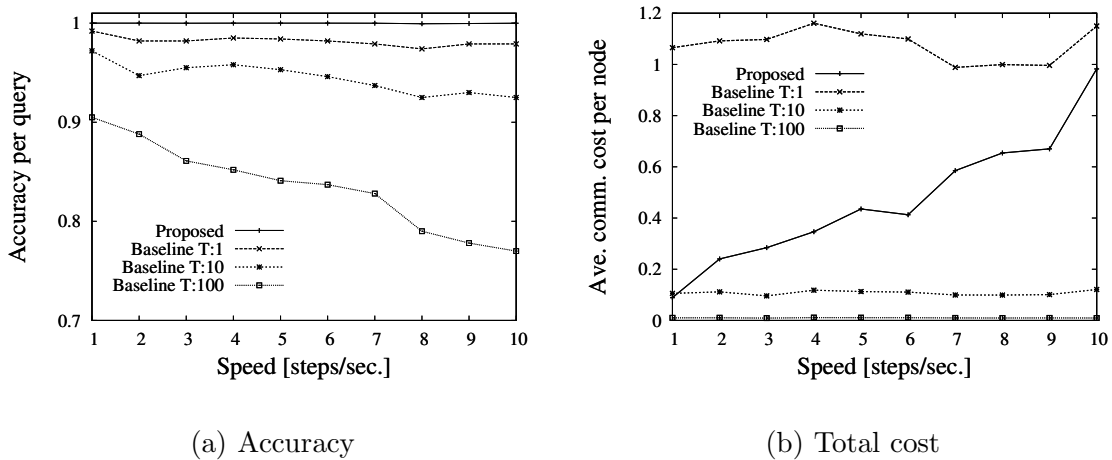 Accuracy per query
1
0.9
0.8
0.7
Proposed
Baseline T:1
Baseline T:10
Baseline T:100
1 2 3 4 5 6 7 8 9 10
Speed [steps/sec.]
(a) Accuracy
Ave. comm. cost per node
1.2
1
0.8
0.6
0.4
0.2
0
Proposed
Baseline T:1
Baseline T:10
Baseline T:100
1 2 3 4 5 6 7 8 9 10
Speed [steps/sec.]
(b) Total cost